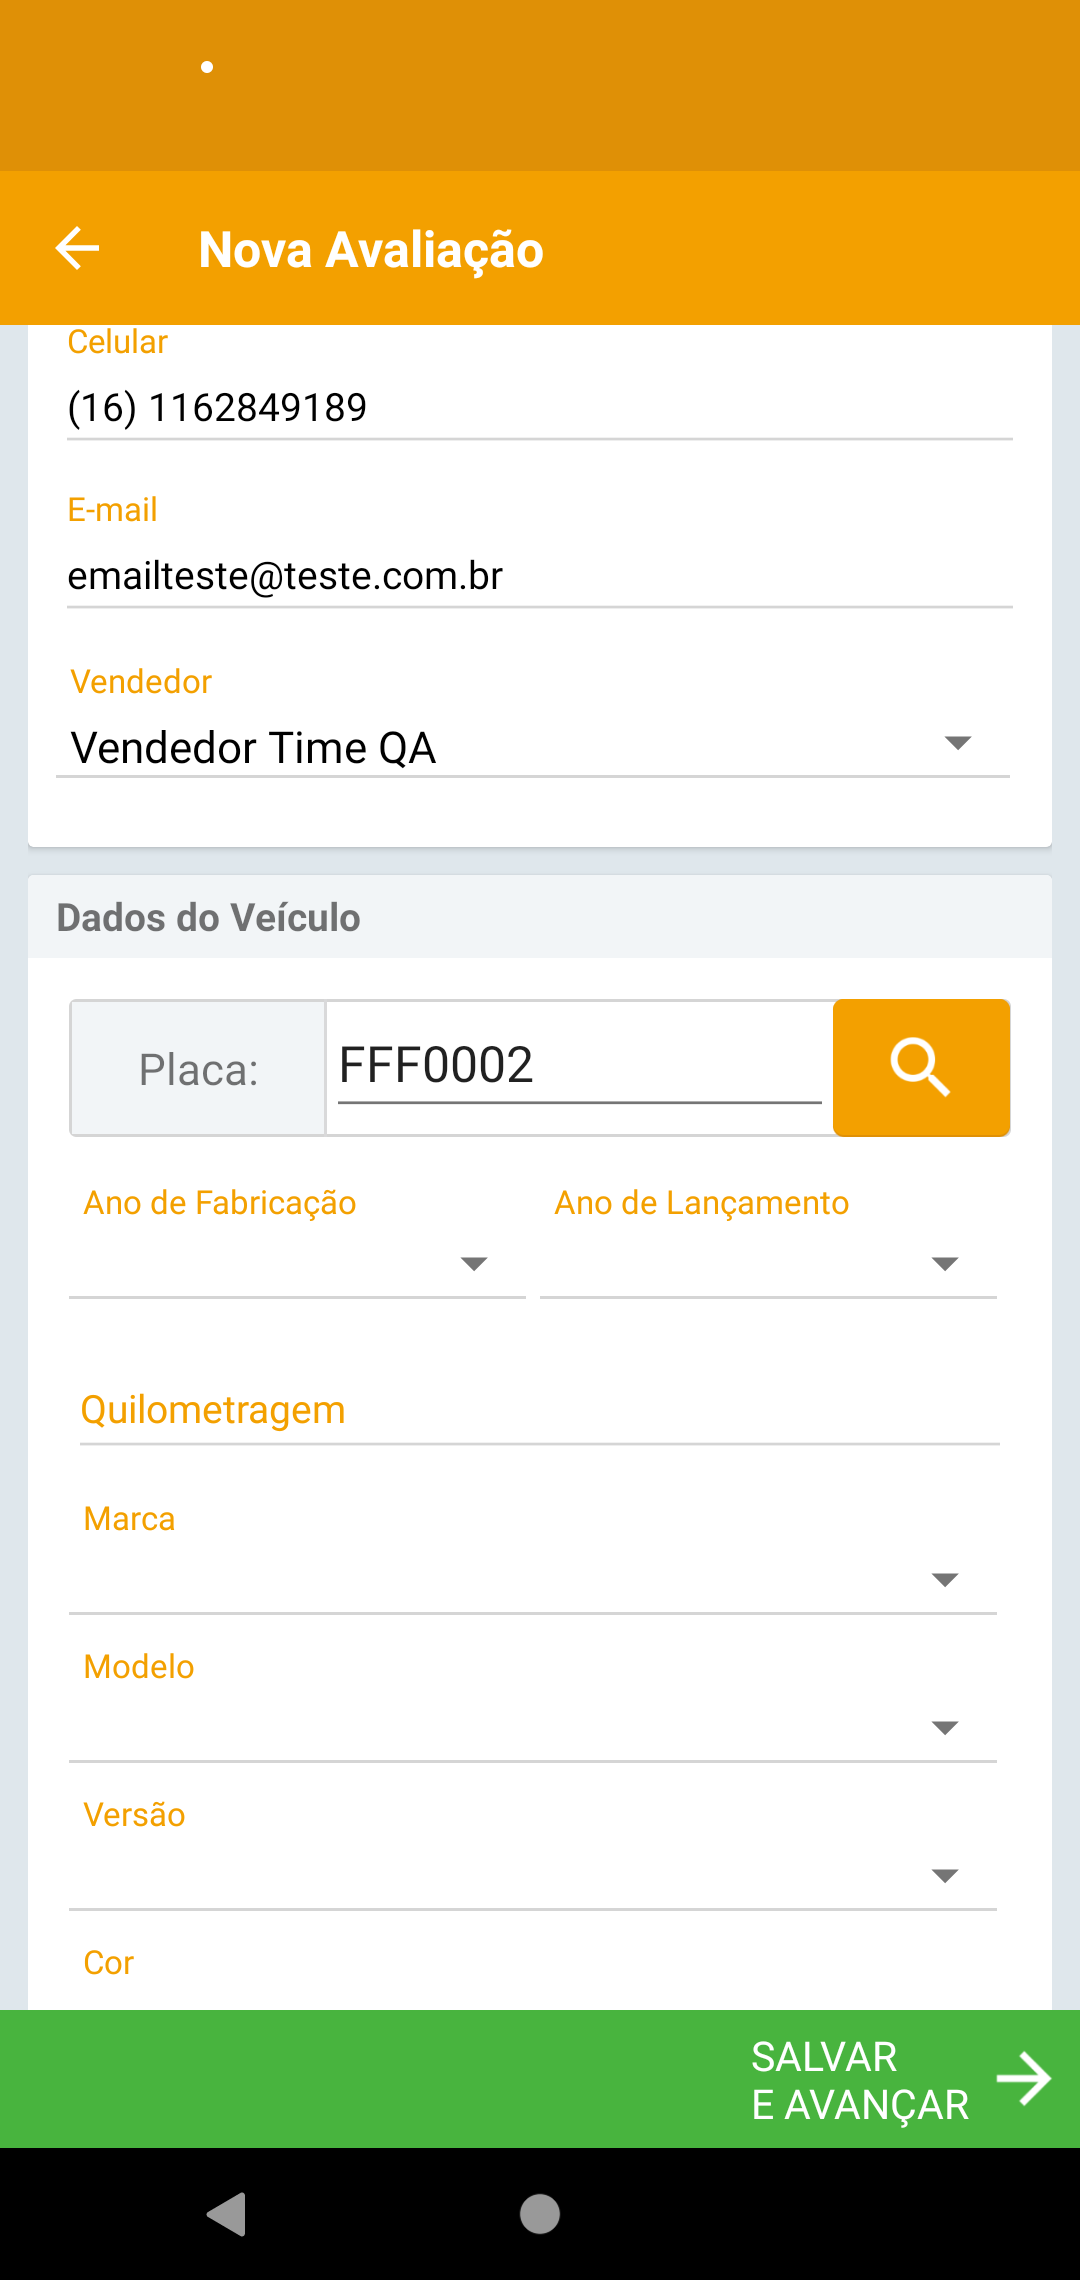 Nova Avaliação
Celular
(16) 1162849189
E-mail
emailteste@teste.com.br
Vendedor
Vendedor Time QA
Dados do Veículo
Placa: FFF0002
Ano de Fabricação Ano de Lançamento
Quilometragem
Marca
Modelo
Versão
Cor
SALVAR
E AVANÇAR